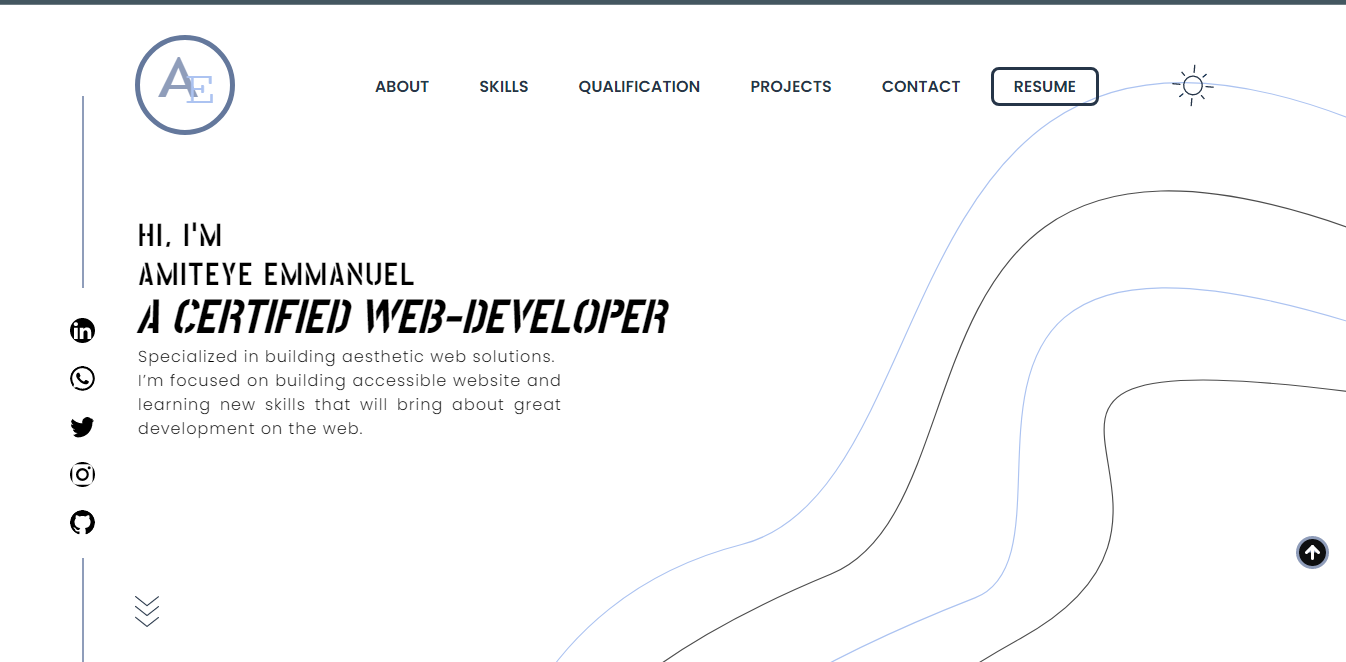 AE
ABOUT SKILLS QUALIFICATION PROJECTS CONTACT RESUME
HI, I'M
AMITEYE EMMANUEL
A CERTIFIED WEB-DEVELOPER
Specialized in building aesthetic web solutions.
I’m focused on building accessible website and
learning new skills that will bring about great
development on the web.
in